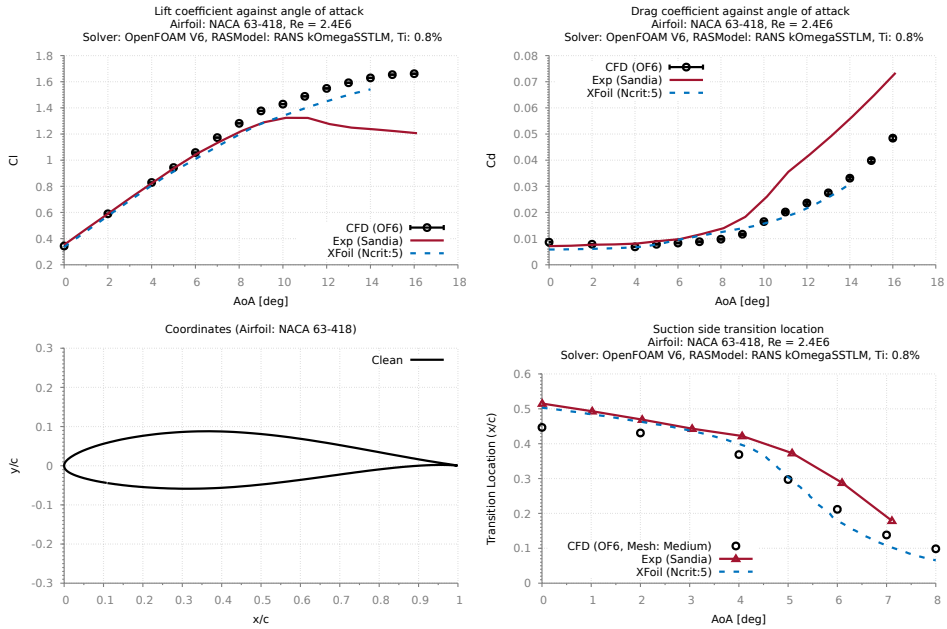 Lift coefficient against angle of attack
Airfoil: NACA 63-418, Re = 2.4E6
Solver: OpenFOAM V6, RASModel: RANS kOmegaSSTLM, Ti: 0.8%
1.8
1.6
1.4
1.2
1
0.8
0.6
0.4
0.2
Cl
CFD (OF6)
Exp (Sandia)
XFoil (Ncrit:5)
0 2 4 6 8 10 12 14 16 18
AoA [deg]
Drag coefficient against angle of attack
Airfoil: NACA 63-418, Re = 2.4E6
Solver: OpenFOAM V6, RASModel: RANS kOmegaSSTLM, Ti: 0.8%
0.08
0.07
0.06
0.05
0.04
0.03
0.02
0.01
0
Cd
CFD (OF6)
Exp (Sandia)
XFoil (Ncrit:5)
0 2 4 6 8 10 12 14 16 18
AoA [deg]
Coordinates (Airfoil: NACA 63-418)
0.3
0.2
0.1
0
-0.1
-0.2
-0.3
y/c
Clean
0 0.1 0.2 0.3 0.4 0.5 0.6 0.7 0.8 0.9 1
x/c
Suction side transition location
Airfoil: NACA 63-418, Re = 2.4E6
Solver: OpenFOAM V6, RASModel: RANS kOmegaSSTLM, Ti: 0.8%
0.6
0.5
0.4
0.3
0.2
0.1
0
Transition Location (x/c)
CFD (OF6, Mesh: Medium)
Exp (Sandia)
XFoil (Ncrit:5)
0 1 2 3 4 5 6 7 8
AoA [deg]